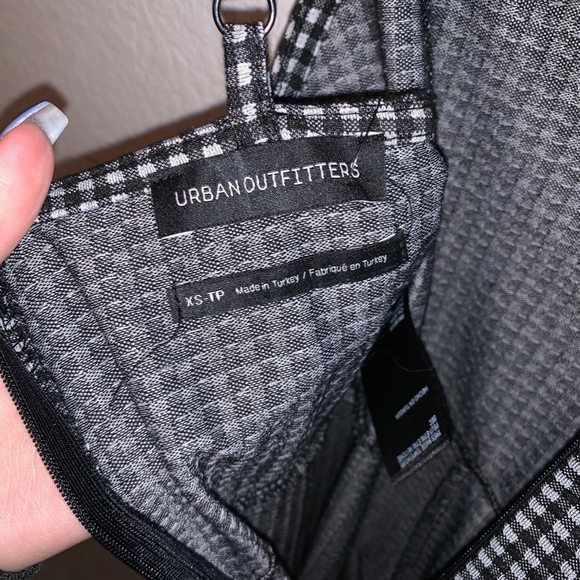 URBAN OUTFITTERS
XS-TP Made in Turkey / Fabriqué en Turkey